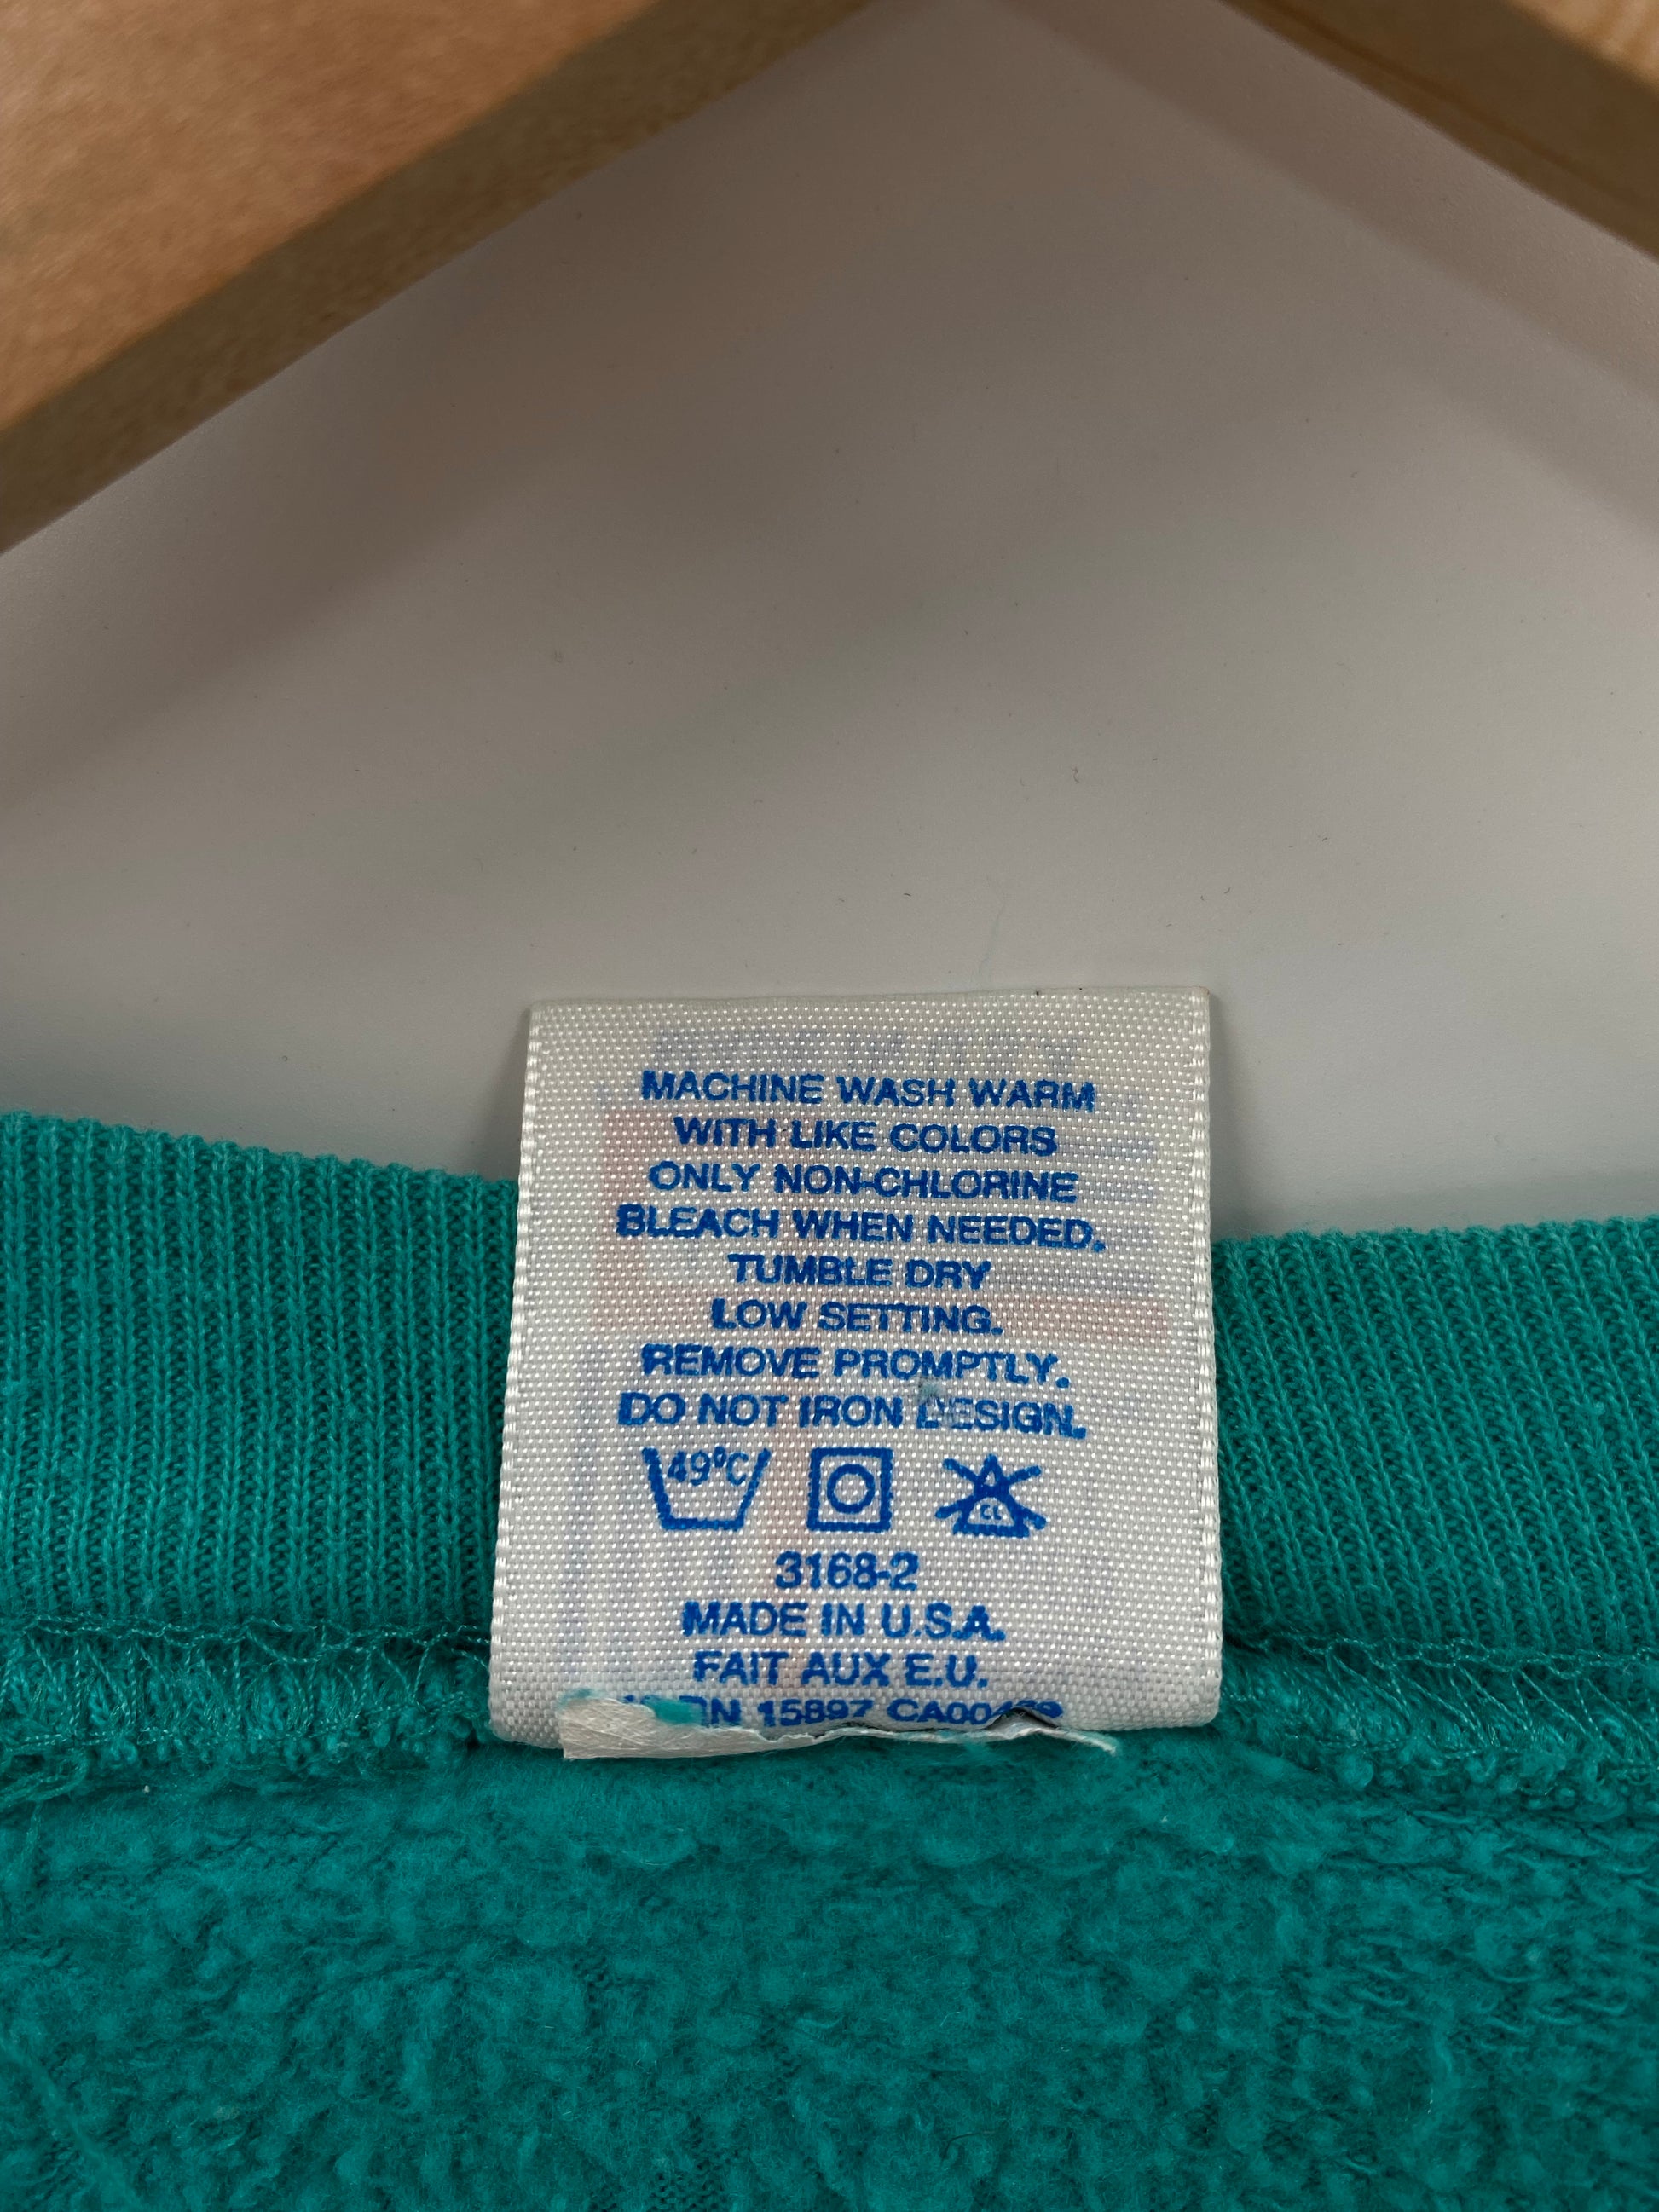 MACHINE WASH WARM
WITH LIKE COLORS
ONLY NON-CHLORINE
BLEACH WHEN NEEDED.
TUMBLE DRY
LOW SETTING.
REMOVE PROMPTLY.
DO NOT IRON DESIGN.
49°C CL
3168-2
MADE IN U.S.A.
FAIT AUX E.U.
15897